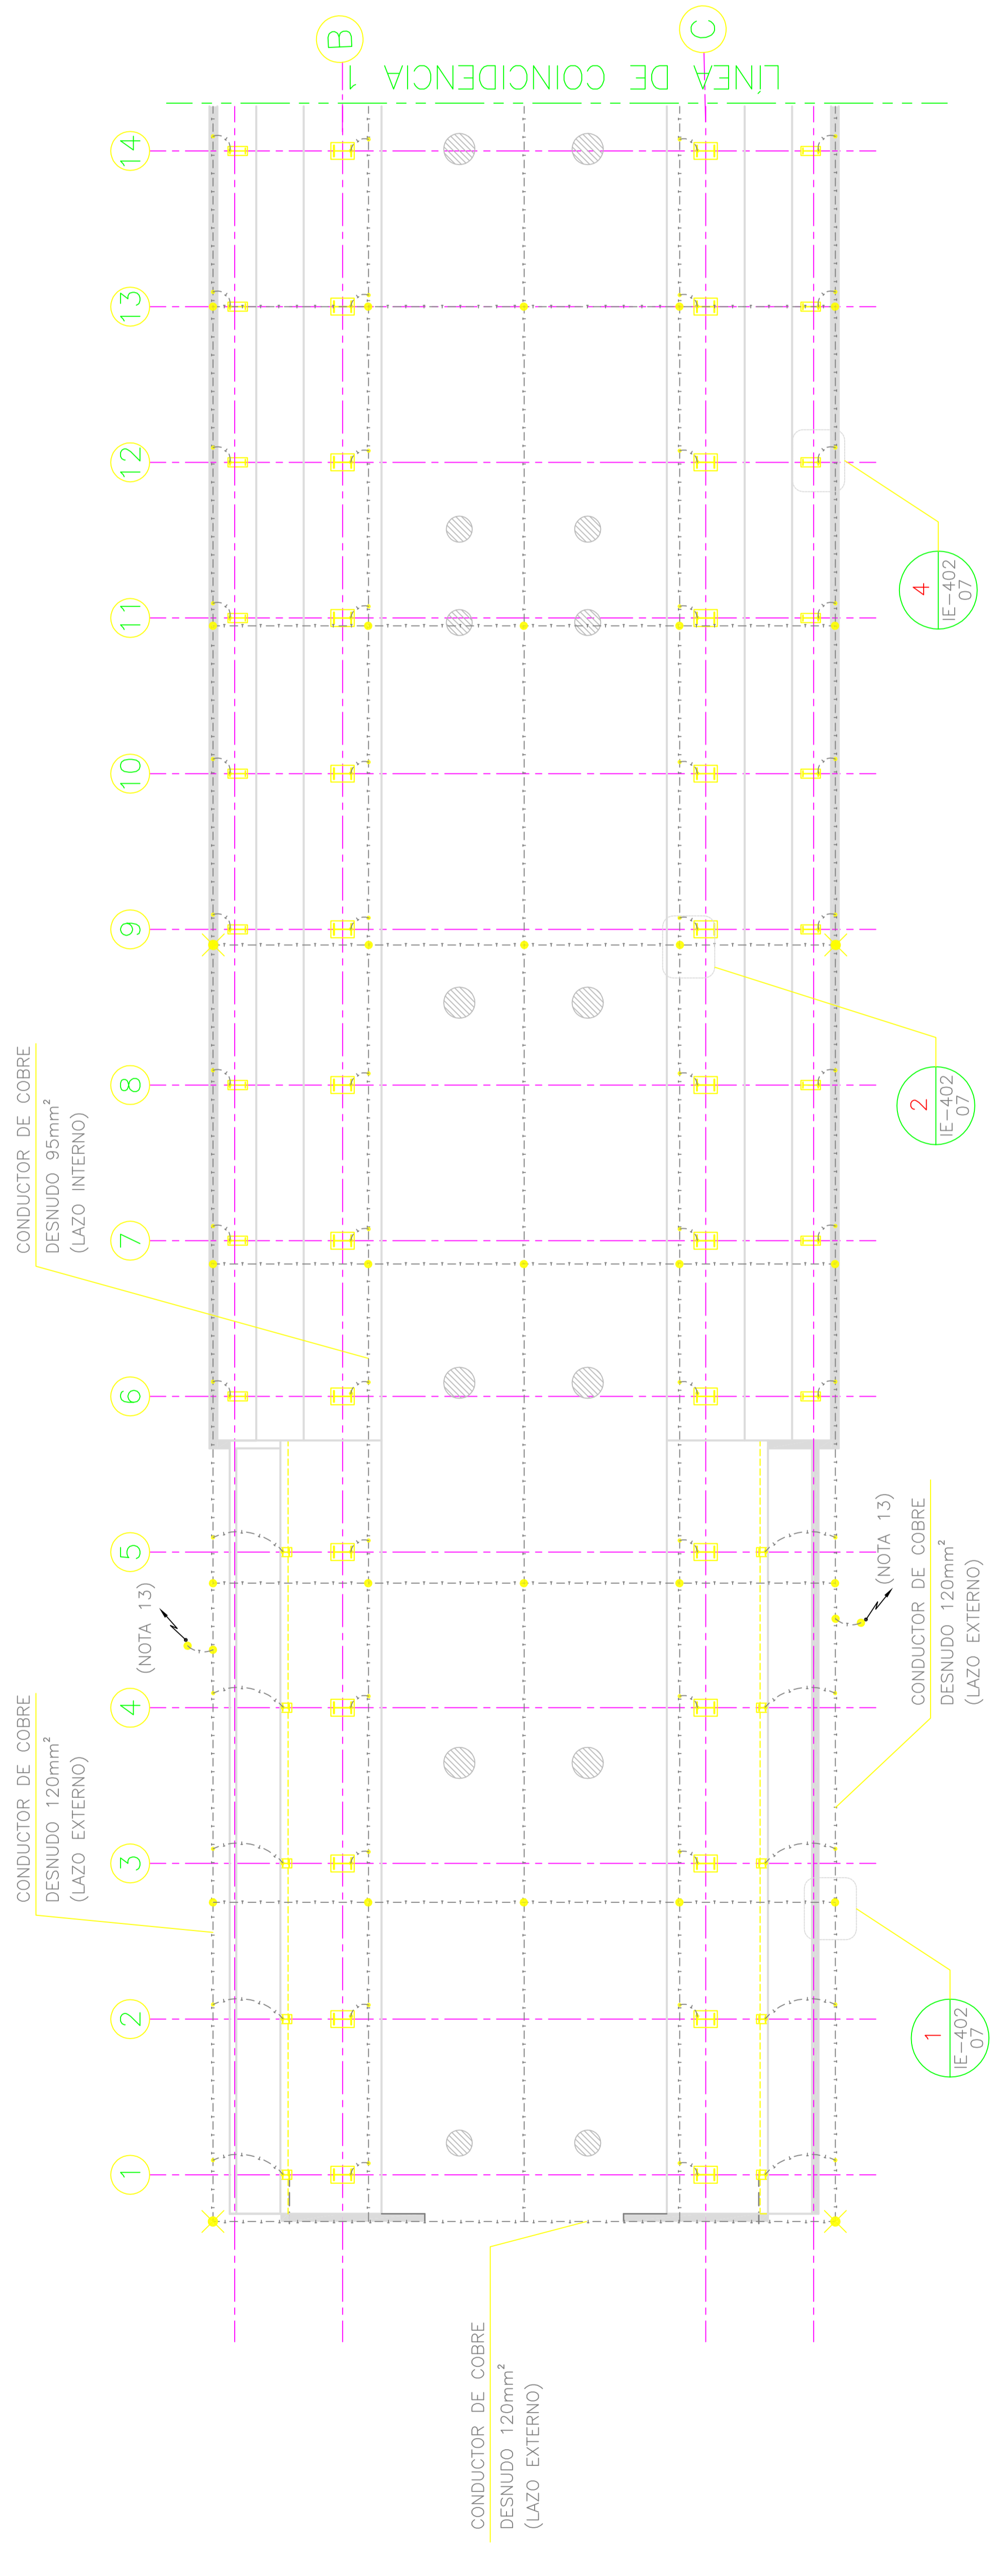 B
C
LÍNEA DE COINCIDENCIA 1
14
13
12
11
10
9
8
7
6
5
4
3
2
1
CONDUCTOR DE COBRE
DESNUDO 95mm²
(LAZO INTERNO)
CONDUCTOR DE COBRE
DESNUDO 120mm²
(LAZO EXTERNO)
(NOTA 13)
(NOTA 13)
CONDUCTOR DE COBRE
DESNUDO 120mm²
(LAZO EXTERNO)
CONDUCTOR DE COBRE
DESNUDO 120mm²
(LAZO EXTERNO)
4
IE-402
07
2
IE-402
07
1
IE-402
07